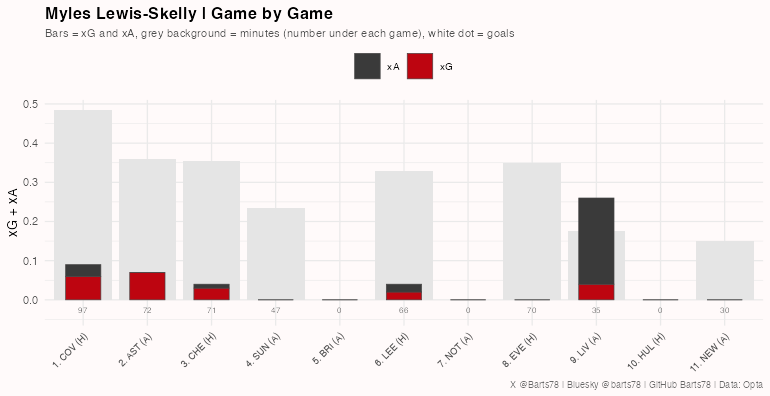 Myles Lewis-Skelly | Game by Game
Bars = xG and xA, grey background = minutes (number under each game), white dot = goals
xA xG
xG + xA
0.5
0.4
0.3
0.2
0.1
0.0
97 72 71 47 0 66 0 70 35 0 30
1. COV (H) 2. AST (A) 3. CHE (H) 4. SUN (A) 5. BRI (A) 6. LEE (H) 7. NOT (A) 8. EVE (H) 9. LIV (A) 10. HUL (H) 11. NEW (A)
X @Barts78 | Bluesky @barts78 | GitHub Barts78 | Data: Opta